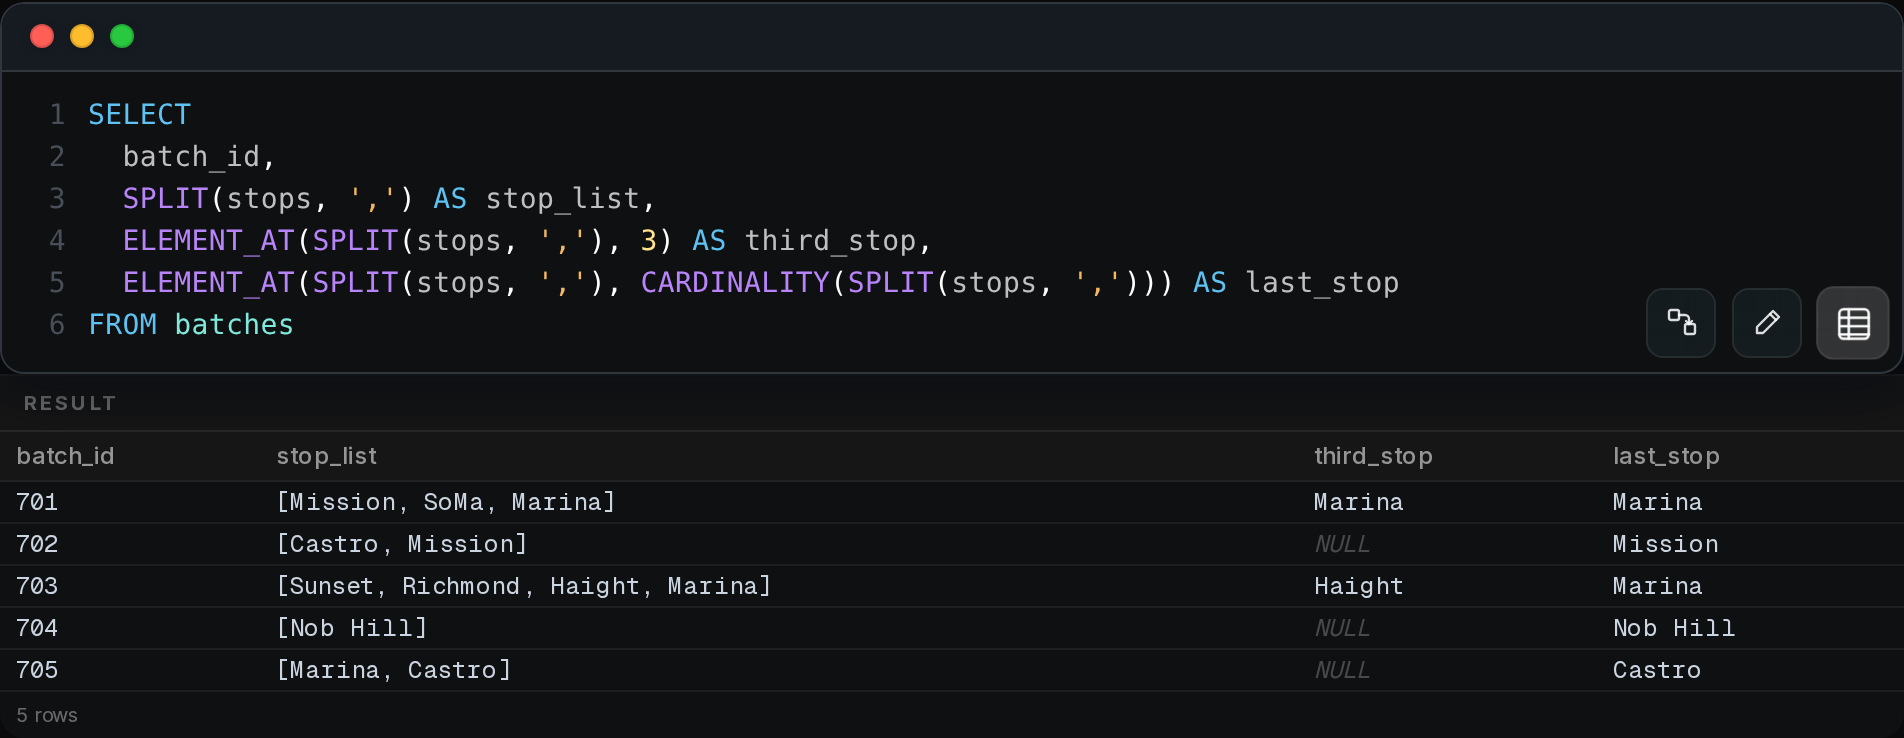 1 SELECT
2   batch_id,
3   SPLIT(stops, ',') AS stop_list,
4   ELEMENT_AT(SPLIT(stops, ','), 3) AS third_stop,
5   ELEMENT_AT(SPLIT(stops, ','), CARDINALITY(SPLIT(stops, ','))) AS last_stop
6 FROM batches
RESULT
batch_id stop_list third_stop last_stop
701 [Mission, SoMa, Marina] Marina Marina
702 [Castro, Mission] NULL Mission
703 [Sunset, Richmond, Haight, Marina] Haight Marina
704 [Nob Hill] NULL Nob Hill
705 [Marina, Castro] NULL Castro
5 rows